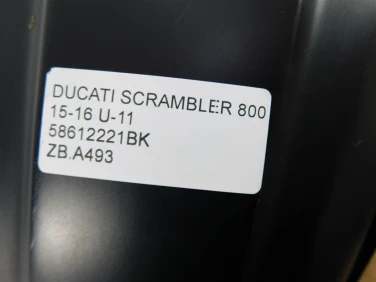 DUCATI SCRAMBLER 800
15-16 U-11
58612221BK
ZB.A493